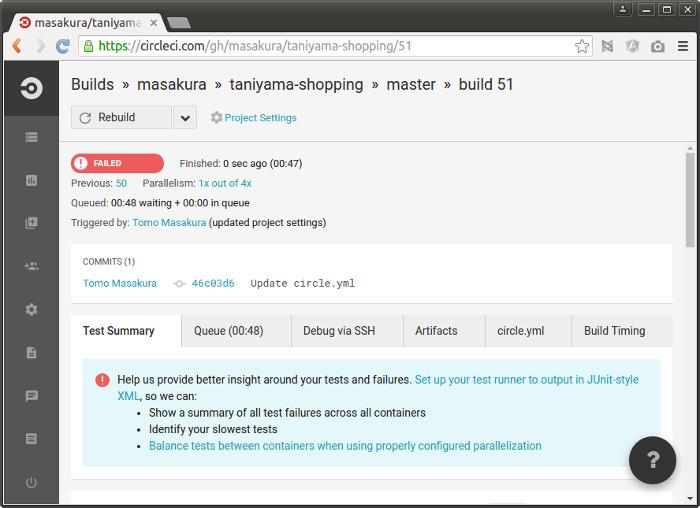 masakura/taniyama-
https://circleci.com/gh/masakura/taniyama-shopping/51
Builds » masakura » taniyama-shopping » master » build 51
Rebuild
Project Settings
FAILED Finished: 0 sec ago (00:47)
Previous: 50 Parallelism: 1x out of 4x
Queued: 00:48 waiting + 00:00 in queue
Triggered by: Tomo Masakura (updated project settings)
COMMITS (1)
Tomo Masakura 46c03d6 Update circle.yml
Test Summary Queue (00:48) Debug via SSH Artifacts circle.yml Build Timing
Help us provide better insight around your tests and failures. Set up your test runner to output in JUnit-style
XML, so we can:
• Show a summary of all test failures across all containers
• Identify your slowest tests
• Balance tests between containers when using properly configured parallelization
?